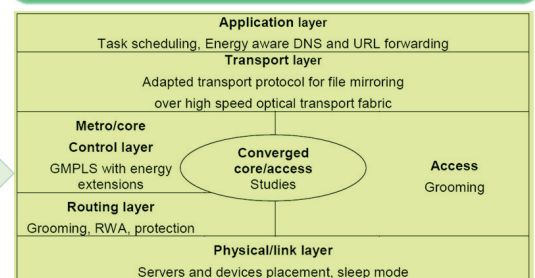 Application layer
Task scheduling, Energy aware DNS and URL forwarding
Transport layer
Adapted transport protocol for file mirroring
over high speed optical transport fabric
Metro/core
Control layer
GMPLS with energy
extensions
Routing layer
Grooming, RWA, protection
Converged
core/access
Studies
Access
Grooming
Physical/link layer
Servers and devices placement, sleep mode